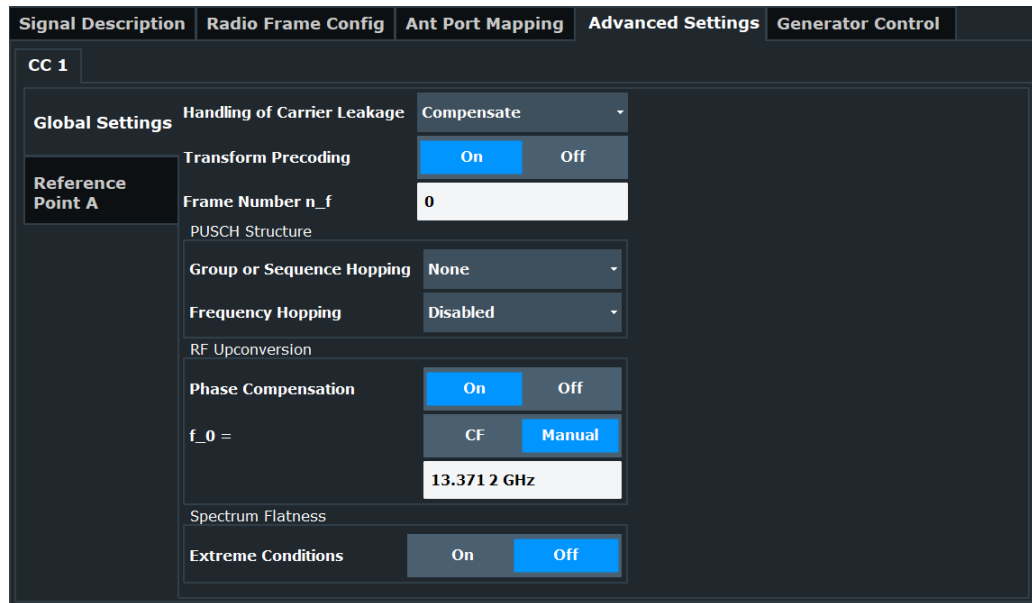 Signal Description Radio Frame Config Ant Port Mapping Advanced Settings Generator Control
CC 1
Global Settings
Reference
Point A
Handling of Carrier Leakage Compensate
Transform Precoding On Off
Frame Number n_f 0
PUSCH Structure
Group or Sequence Hopping None
Frequency Hopping Disabled
RF Upconversion
Phase Compensation On Off
f_0 = CF Manual
13.371 2 GHz
Spectrum Flatness
Extreme Conditions On Off